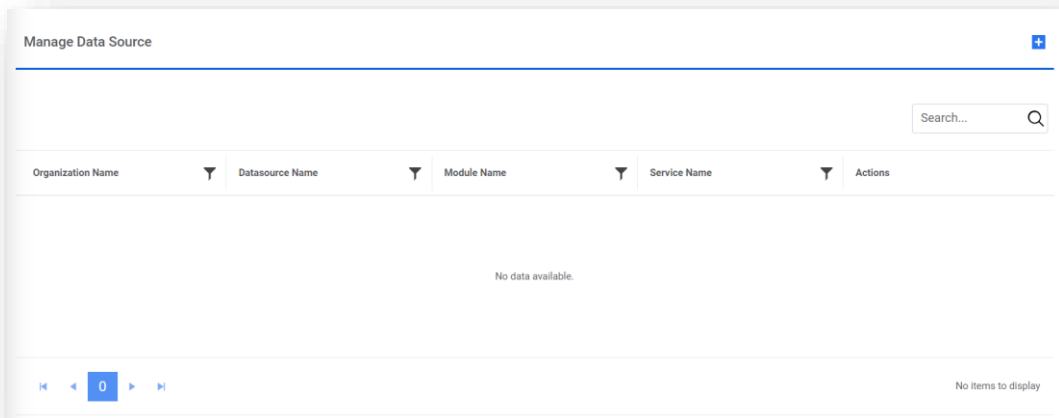 Manage Data Source
Search...
Organization Name Datasource Name Module Name Service Name Actions
No data available.
0 No items to display